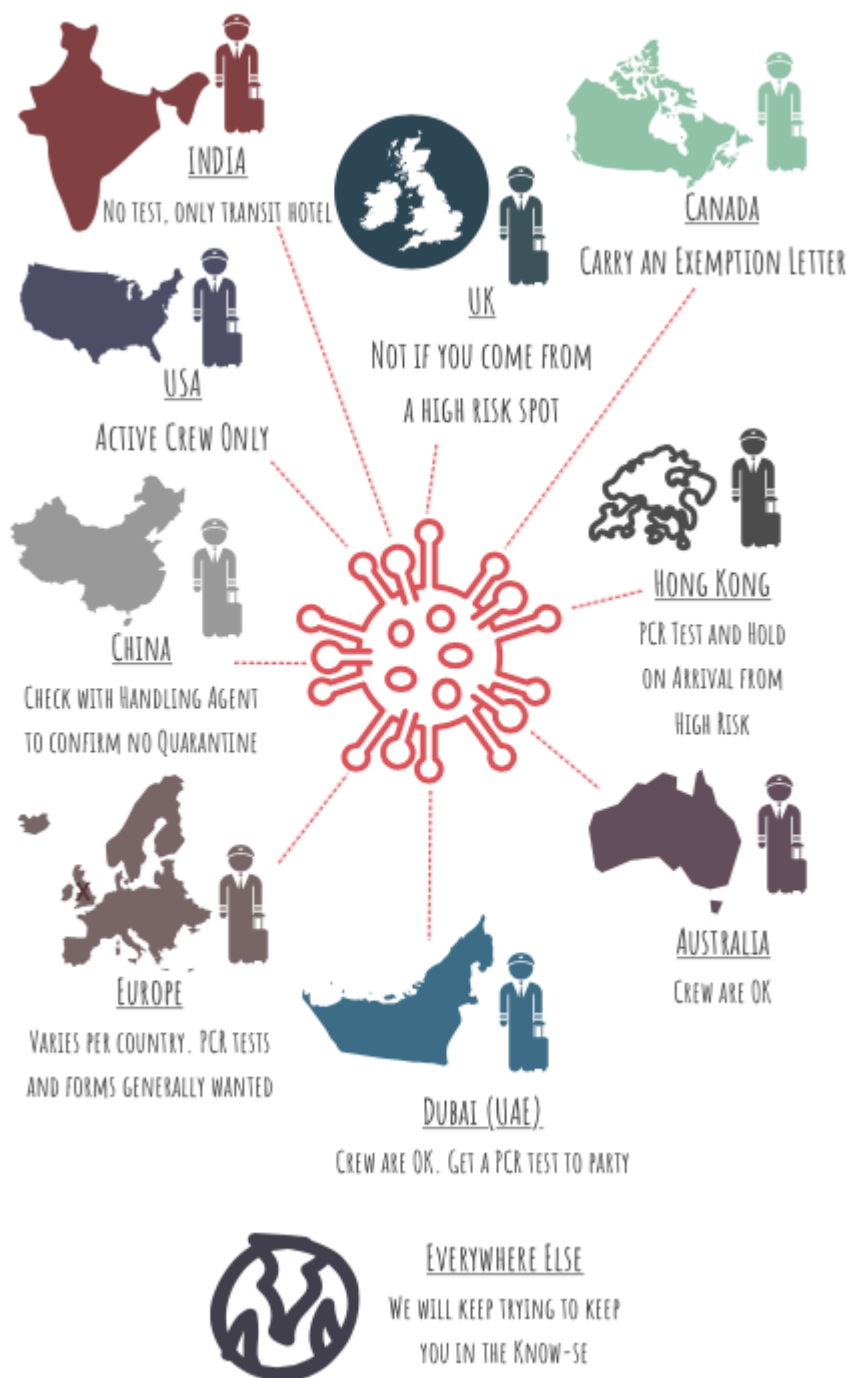 INDIA
No test, only transit hotel
UK
Not if you come from
a high risk spot
Canada
Carry an Exemption Letter
USA
Active Crew Only
Hong Kong
PCR Test and Hold
on Arrival from
High Risk
China
Check with Handling Agent
to confirm no Quarantine
Europe
Varies per country. PCR tests
and forms generally wanted
Australia
Crew are OK
Dubai (UAE)
Crew are OK. Get a PCR test to party
Everywhere Else
We will keep trying to keep
you in the Know-se